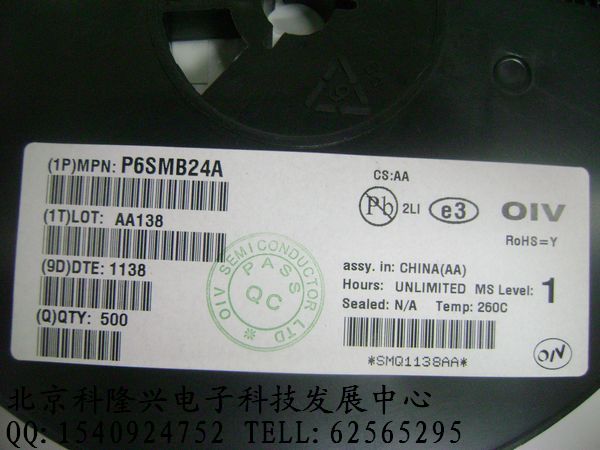 (1P)MPN: P6SMB24A
(1T)LOT: AA138
(9D)DTE: 1138
(Q)QTY: 500
OIV SEMICONDUCTOR LTD
PASS
QC
CS:AA
Pb 2LI e3 OIV
RoHS=Y
assy. in: CHINA(AA)
Hours: UNLIMITED MS Level: 1
Sealed: N/A Temp: 260C
*SMQ1138AA*
OIV
北京科隆兴电子科技发展中心
QQ: 1540924752 TELL: 62565295